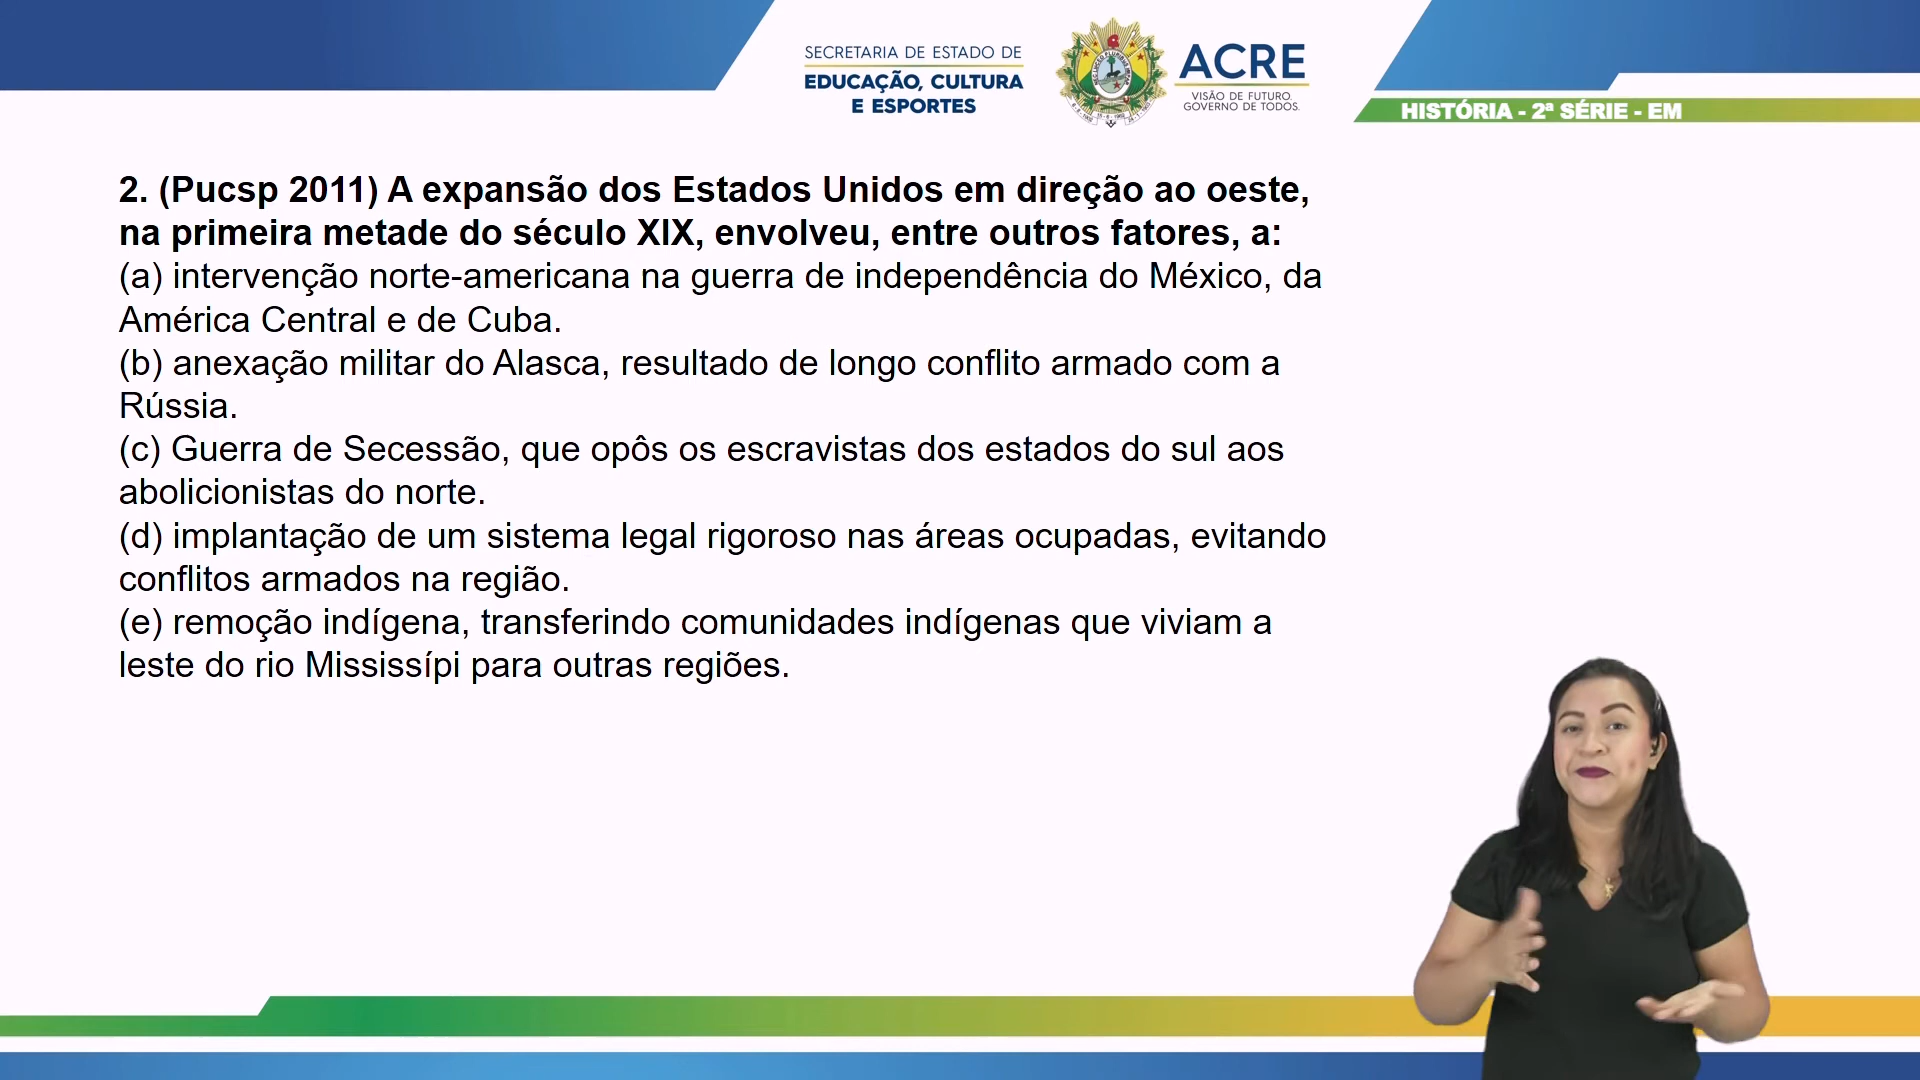 SECRETARIA DE ESTADO DE
EDUCAÇÃO, CULTURA
E ESPORTES
ACRE
VISÃO DE FUTURO.
GOVERNO DE TODOS.
HISTÓRIA - 2ª SÉRIE - EM
2. (Pucsp 2011) A expansão dos Estados Unidos em direção ao oeste,
na primeira metade do século XIX, envolveu, entre outros fatores, a:
(a) intervenção norte-americana na guerra de independência do México, da
América Central e de Cuba.
(b) anexação militar do Alasca, resultado de longo conflito armado com a
Rússia.
(c) Guerra de Secessão, que opôs os escravistas dos estados do sul aos
abolicionistas do norte.
(d) implantação de um sistema legal rigoroso nas áreas ocupadas, evitando
conflitos armados na região.
(e) remoção indígena, transferindo comunidades indígenas que viviam a
leste do rio Mississípi para outras regiões.